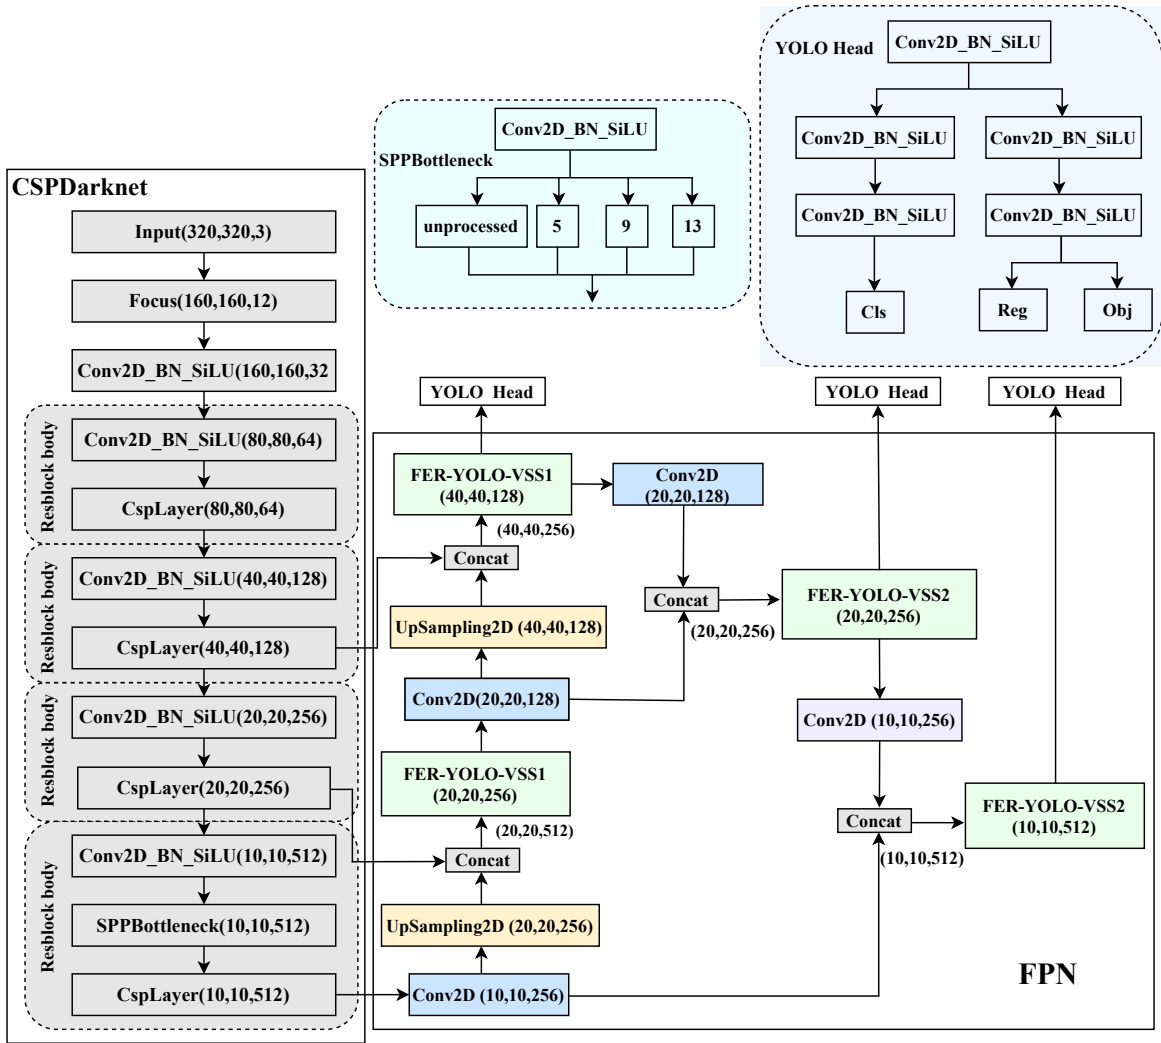 YOLO Head
Conv2D_BN_SiLU
Conv2D_BN_SiLU
Conv2D_BN_SiLU
Conv2D_BN_SiLU
Conv2D_BN_SiLU
Cls
Reg
Obj
Conv2D_BN_SiLU
SPPBottleneck
unprocessed
5
9
13
CSPDarknet
Input(320,320,3)
Focus(160,160,12)
Conv2D_BN_SiLU(160,160,32
Resblock body
Conv2D_BN_SiLU(80,80,64)
CspLayer(80,80,64)
Resblock body
Conv2D_BN_SiLU(40,40,128)
CspLayer(40,40,128)
Resblock body
Conv2D_BN_SiLU(20,20,256)
CspLayer(20,20,256)
Resblock body
Conv2D_BN_SiLU(10,10,512)
SPPBottleneck(10,10,512)
CspLayer(10,10,512)
YOLO Head
YOLO Head
YOLO Head
FER-YOLO-VSS1
(40,40,128)
Conv2D
(20,20,128)
(40,40,256)
Concat
UpSampling2D (40,40,128)
Conv2D(20,20,128)
FER-YOLO-VSS1
(20,20,256)
(20,20,512)
Concat
UpSampling2D (20,20,256)
Conv2D (10,10,256)
Concat
(20,20,256)
FER-YOLO-VSS2
(20,20,256)
Conv2D (10,10,256)
Concat
(10,10,512)
FER-YOLO-VSS2
(10,10,512)
FPN